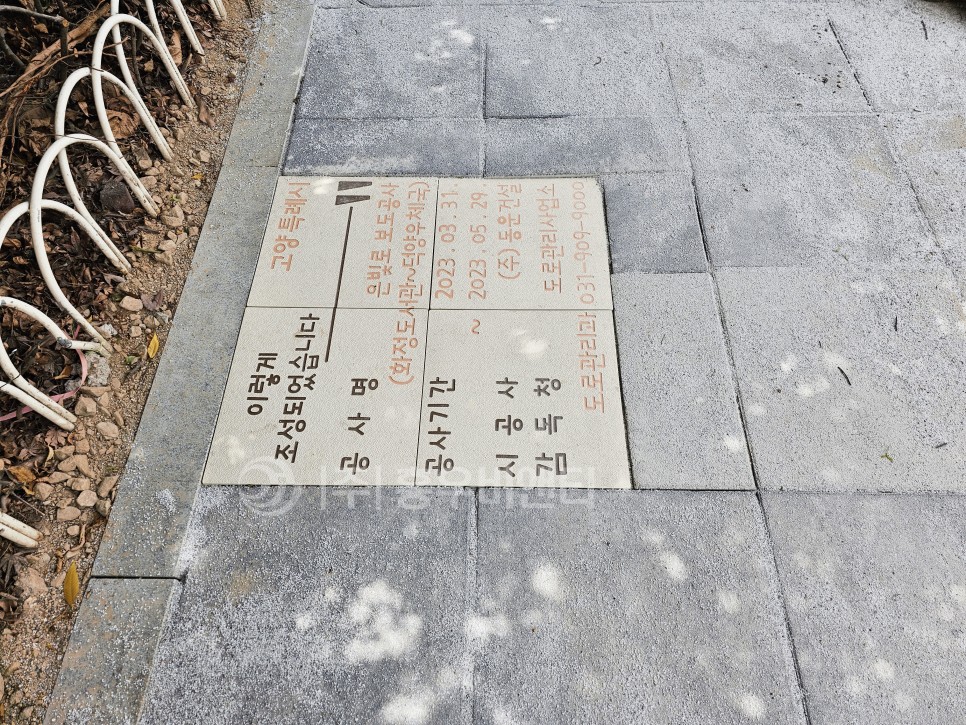 이렇게 고양 특례시
조성되었습니다
공 사 명 은빛로 보도공사
(화정도서관~덕양우체국)
공사기간 2023. 03. 31.
~ 2023. 05. 29.
시 공 사 (주) 동운건설
감 독 청 도로관리사업소
도로관리과 031-909-9000